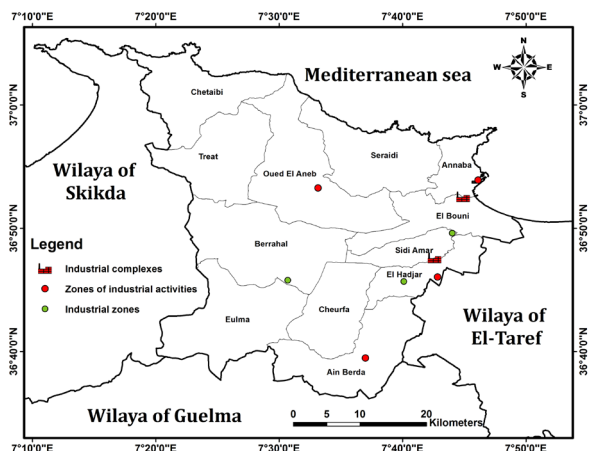 7°10'0"E 7°20'0"E 7°30'0"E 7°40'0"E 7°50'0"E
N
W E
S
Mediterranean sea
Chetaibi
37°0'0"N 37°0'0"N
Treat
Seraidi
Annaba
Oued El Aneb
Wilaya of
Skikda
El Bouni
36°50'0"N 36°50'0"N
Berrahal
Sidi Amar
Legend
Industrial complexes
Zones of industrial activities
Industrial zones
El Hadjar
Cheurfa
Eulma
Wilaya of
El-Taref
36°40'0"N 36°40'0"N
Ain Berda
Wilaya of Guelma
0 5 10 20
Kilometers
7°10'0"E 7°20'0"E 7°30'0"E 7°40'0"E 7°50'0"E